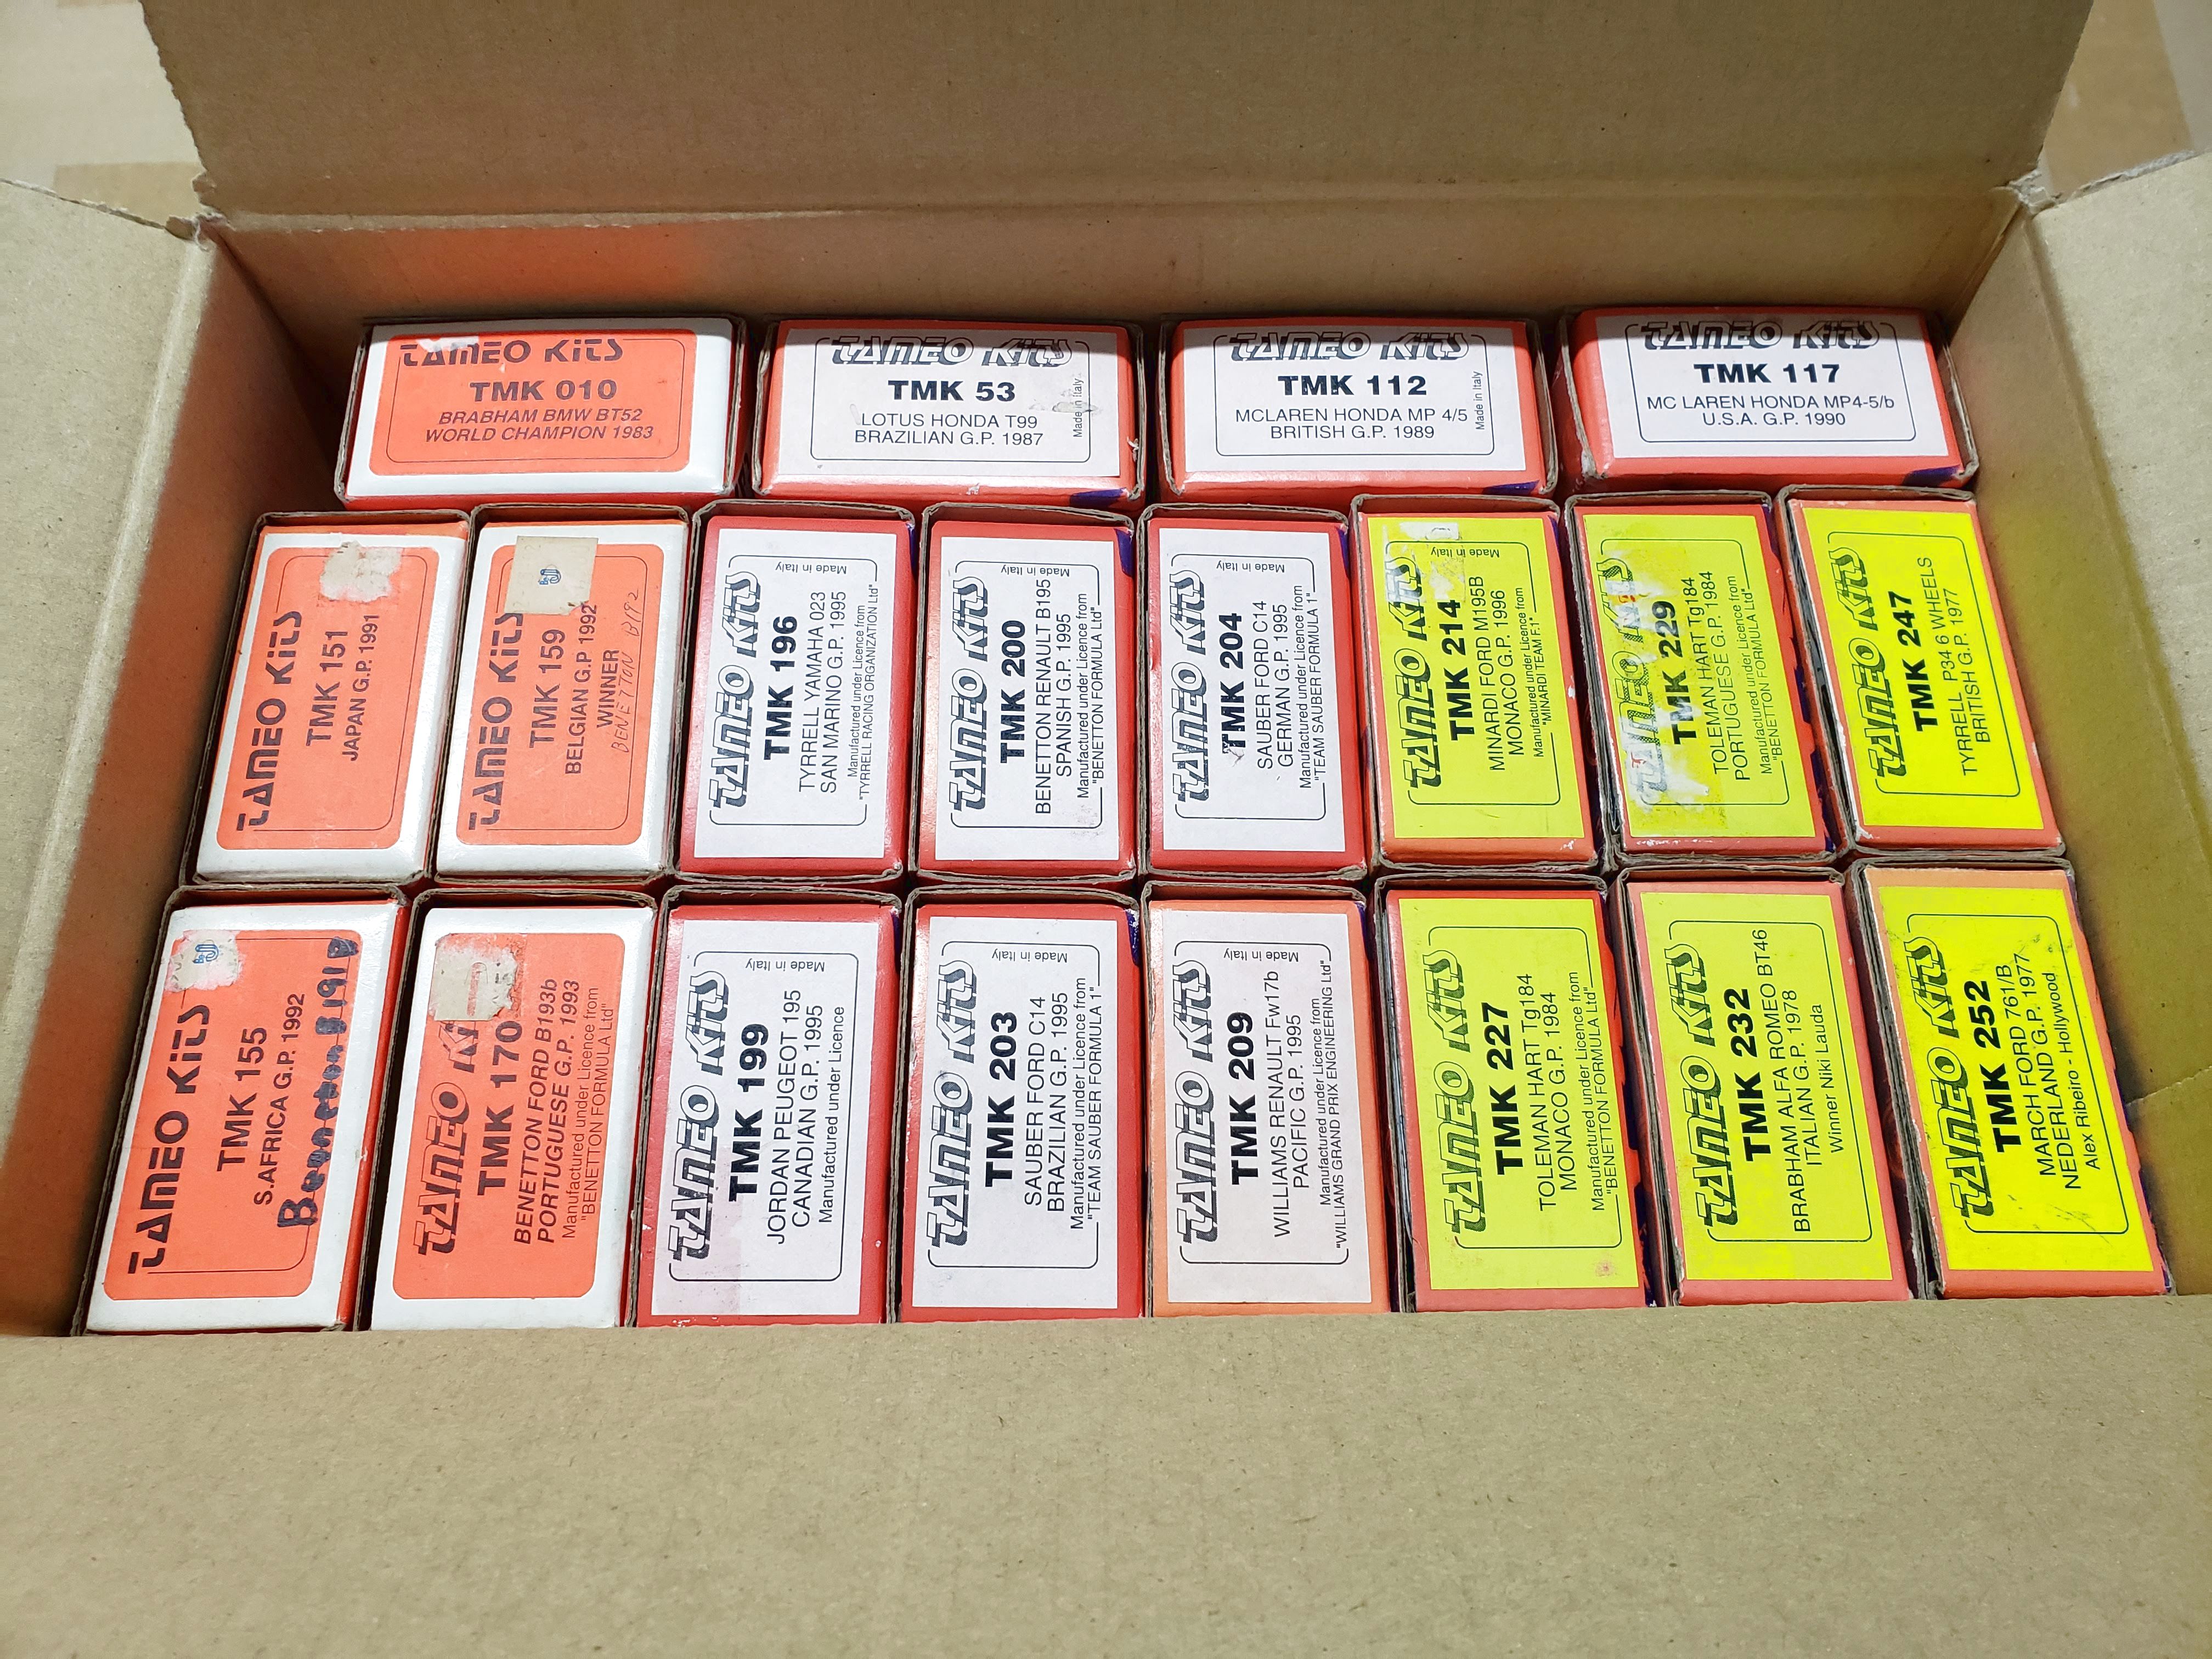 TAMEO KITS
TMK 010
BRABHAM BMW BT52
WORLD CHAMPION 1983
TAMEO KITS
TMK 53
LOTUS HONDA T99
BRAZILIAN G.P. 1987
Made in Italy
TAMEO KITS
TMK 112
MCLAREN HONDA MP 4/5
BRITISH G.P. 1989
Made in Italy
TAMEO KITS
TMK 117
MC LAREN HONDA MP4-5/b
U.S.A. G.P. 1990
TAMEO KITS
TMK 151
JAPAN G.P. 1991
TAMEO KITS
TMK 159
BELGIAN G.P 1992
WINNER
BENETTON B192
TAMEO KITS
TMK 196
TYRRELL YAMAHA 023
SAN MARINO G.P. 1995
Manufactured under Licence from
"TYRRELL RACING ORGANIZATION Ltd"
Made in Italy
TAMEO KITS
TMK 200
BENETTON RENAULT B195
SPANISH G.P. 1995
Manufactured under Licence from
"BENETTON FORMULA Ltd"
Made in Italy
TAMEO KITS
TMK 204
SAUBER FORD C14
GERMAN G.P. 1995
Manufactured under Licence from
"TEAM SAUBER FORMULA 1"
Made in Italy
TAMEO KITS
TMK 214
MINARDI FORD M195B
MONACO G.P. 1996
Manufactured under Licence from
"MINARDI TEAM F.1"
Made in Italy
TAMEO KITS
TMK 229
TOLEMAN HART Tg184
PORTUGUESE G.P. 1984
Manufactured under Licence from
"BENETTON FORMULA Ltd"
TAMEO KITS
TMK 247
TYRRELL P34 6 WHEELS
BRITISH G.P. 1977
TAMEO KITS
TMK 155
S.AFRICA G.P. 1992
TAMEO KITS
TMK 170
BENETTON FORD B193b
PORTUGUESE G.P. 1993
Manufactured under Licence from
"BENETTON FORMULA Ltd"
TAMEO KITS
TMK 199
JORDAN PEUGEOT 195
CANADIAN G.P. 1995
Manufactured under Licence
Made in Italy
TAMEO KITS
TMK 203
SAUBER FORD C14
BRAZILIAN G.P. 1995
Manufactured under Licence from
"TEAM SAUBER FORMULA 1"
Made in Italy
TAMEO KITS
TMK 209
WILLIAMS RENAULT Fw17b
PACIFIC G.P. 1995
Manufactured under Licence from
"WILLIAMS GRAND PRIX ENGINEERING Ltd"
TAMEO KITS
TMK 227
TOLEMAN HART Tg184
MONACO G.P. 1984
Manufactured under Licence from
"BENETTON FORMULA Ltd"
TAMEO KITS
TMK 232
BRABHAM ALFA ROMEO BT46
ITALIAN G.P. 1978
Winner Niki Lauda
TAMEO KITS
TMK 252
MARCH FORD 761/B
NEDERLAND G.P. 1977
Alex Ribeiro - Hollywood